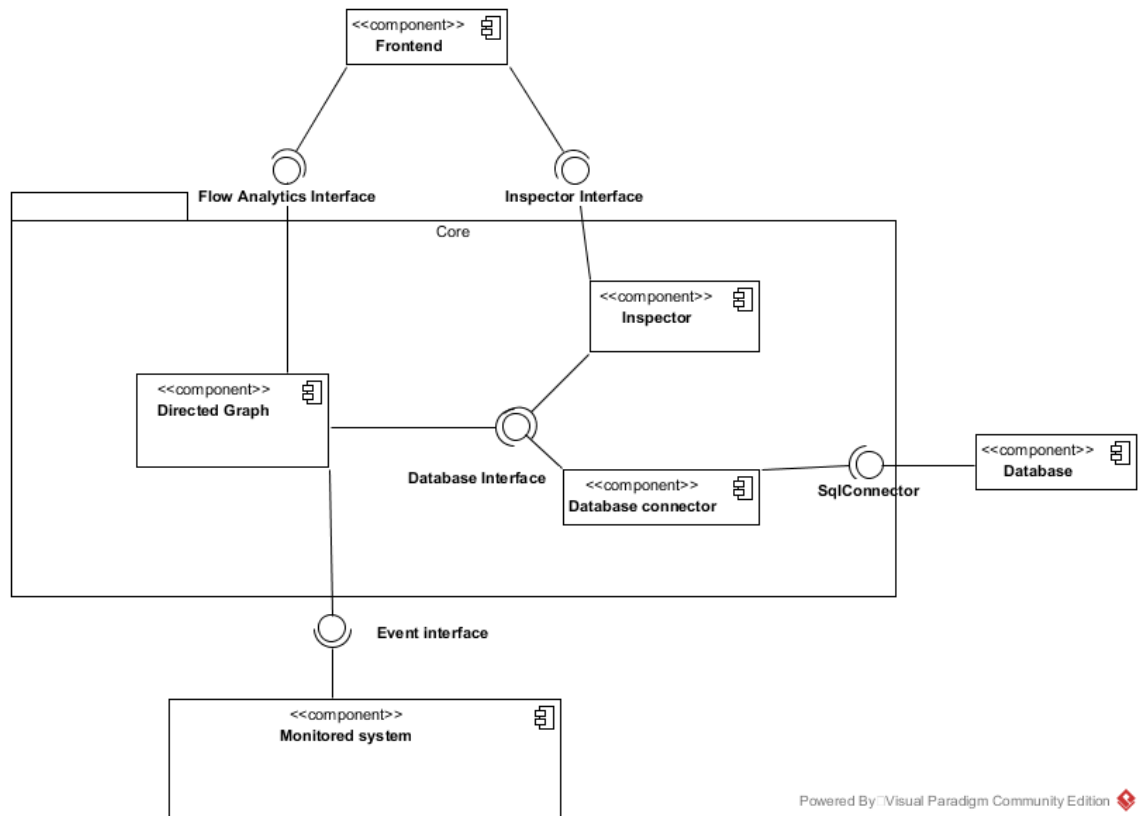 <<component>>
Frontend
Flow Analytics Interface
Inspector Interface
Core
<<component>>
Inspector
<<component>>
Directed Graph
Database Interface
<<component>>
Database connector
SqlConnector
<<component>>
Database
Event interface
<<component>>
Monitored system
Powered By Visual Paradigm Community Edition